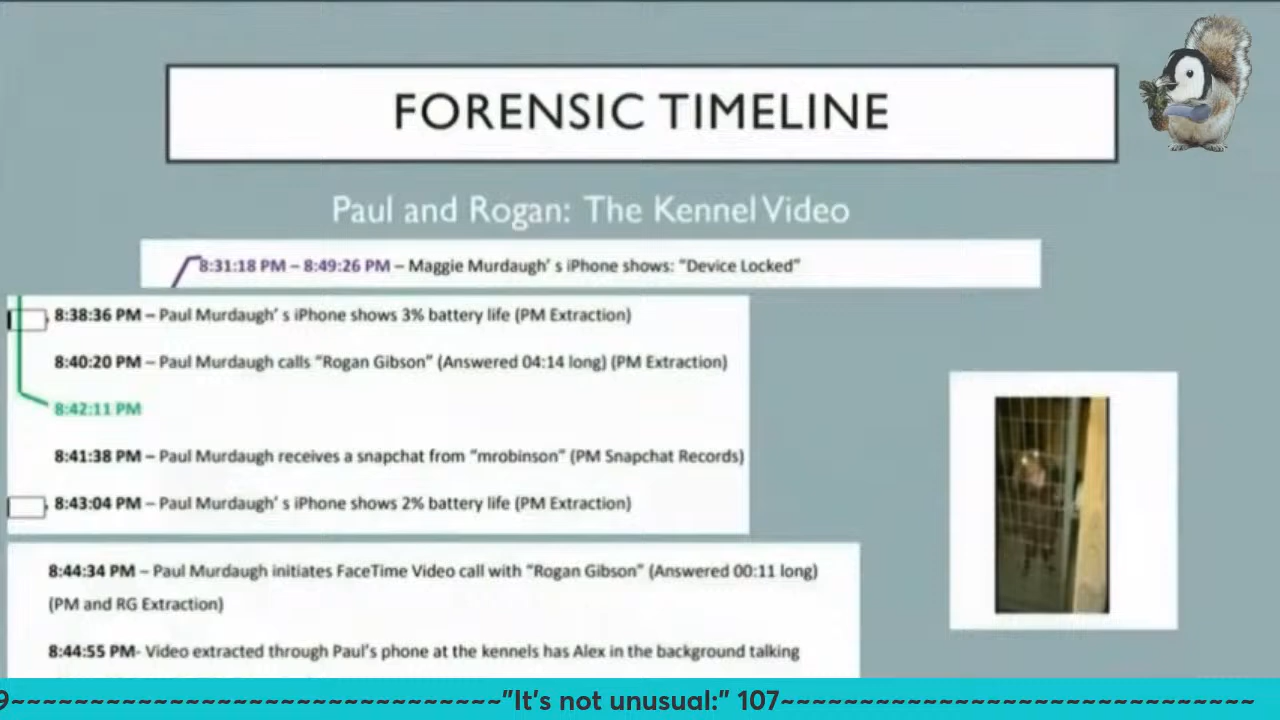 FORENSIC TIMELINE
Paul and Rogan: The Kennel Video
8:31:18 PM – 8:49:26 PM – Maggie Murdaugh' s iPhone shows: "Device Locked"
8:38:36 PM – Paul Murdaugh' s iPhone shows 3% battery life (PM Extraction)
8:40:20 PM – Paul Murdaugh calls "Rogan Gibson" (Answered 04:14 long) (PM Extraction)
8:42:11 PM
8:41:38 PM – Paul Murdaugh receives a snapchat from "mrobinson" (PM Snapchat Records)
8:43:04 PM – Paul Murdaugh' s iPhone shows 2% battery life (PM Extraction)
8:44:34 PM – Paul Murdaugh initiates FaceTime Video call with "Rogan Gibson" (Answered 00:11 long)
(PM and RG Extraction)
8:44:55 PM- Video extracted through Paul's phone at the kennels has Alex in the background talking
9~~~~~~~~~~~~~~~~~~~~~~~~~~~~~~"It's not unusual:" 107~~~~~~~~~~~~~~~~~~~~~~~~~~~~~